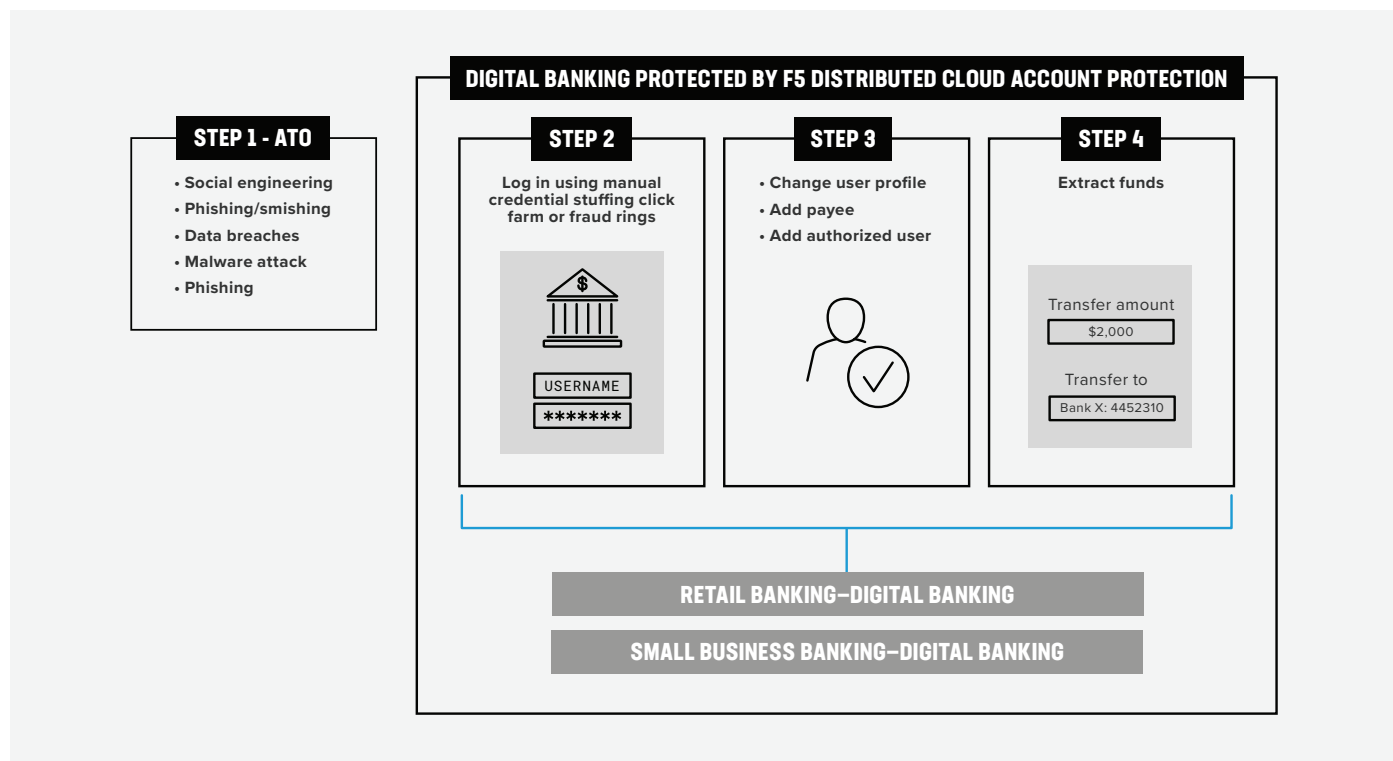 DIGITAL BANKING PROTECTED BY F5 DISTRIBUTED CLOUD ACCOUNT PROTECTION
STEP 1 - ATO
• Social engineering
• Phishing/smishing
• Data breaches
• Malware attack
• Phishing
STEP 2
Log in using manual
credential stuffing click
farm or fraud rings
$
USERNAME
*******
STEP 3
• Change user profile
• Add payee
• Add authorized user
STEP 4
Extract funds
Transfer amount
$2,000
Transfer to
Bank X: 4452310
RETAIL BANKING–DIGITAL BANKING
SMALL BUSINESS BANKING–DIGITAL BANKING